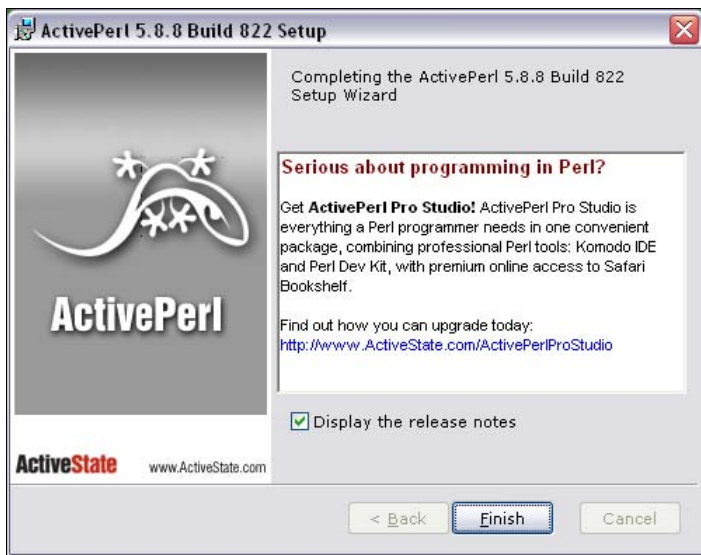 ActivePerl 5.8.8 Build 822 Setup
Completing the ActivePerl 5.8.8 Build 822
Setup Wizard
ActivePerl
Serious about programming in Perl?
Get ActivePerl Pro Studio! ActivePerl Pro Studio is
everything a Perl programmer needs in one convenient
package, combining professional Perl tools: Komodo IDE
and Perl Dev Kit, with premium online access to Safari
Bookshelf.
Find out how you can upgrade today:
http://www.ActiveState.com/ActivePerlProStudio
Display the release notes
ActiveState www.ActiveState.com
< Back Finish Cancel